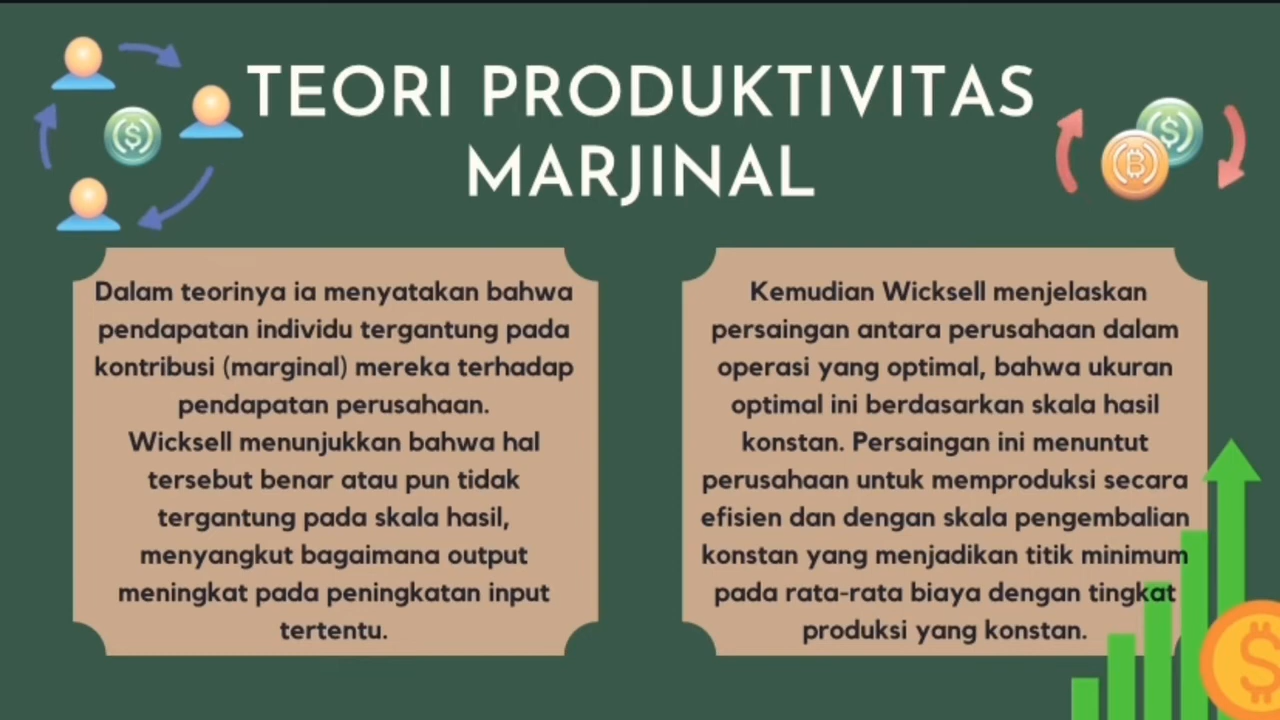 TEORI PRODUKTIVITAS
MARJINAL
Dalam teorinya ia menyatakan bahwa
pendapatan individu tergantung pada
kontribusi (marginal) mereka terhadap
pendapatan perusahaan.
Wicksell menunjukkan bahwa hal
tersebut benar atau pun tidak
tergantung pada skala hasil,
menyangkut bagaimana output
meningkat pada peningkatan input
tertentu.
Kemudian Wicksell menjelaskan
persaingan antara perusahaan dalam
operasi yang optimal, bahwa ukuran
optimal ini berdasarkan skala hasil
konstan. Persaingan ini menuntut
perusahaan untuk memproduksi secara
efisien dan dengan skala pengembalian
konstan yang menjadikan titik minimum
pada rata-rata biaya dengan tingkat
produksi yang konstan.